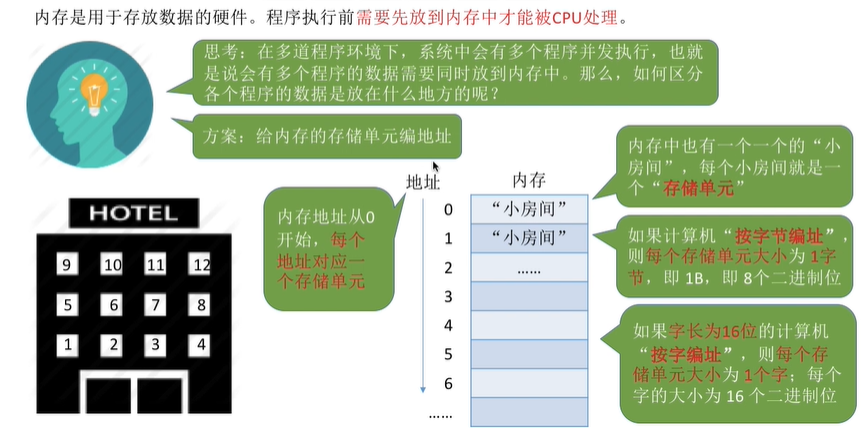 内存是用于存放数据的硬件。程序执行前需要先放到内存中才能被CPU处理。
思考：在多道程序环境下，系统中会有多个程序并发执行，也就
是说会有多个程序的数据需要同时放到内存中。那么，如何区分
各个程序的数据是放在什么地方的呢？
方案：给内存的存储单元编地址
HOTEL
9 10 11 12
5 6 7 8
1 2 3 4
内存地址从0
开始，每个
地址对应一
个存储单元
地址
内存
0 “小房间”
1 “小房间”
2 ……
3
4
5
6
……
内存中也有一个一个的“小
房间”，每个小房间就是一
个“存储单元”
如果计算机“按字节编址”，
则每个存储单元大小为 1字
节，即 1B，即 8个二进制位
如果字长为16位的计算机
“按字编址”，则每个存
储单元大小为 1个字；每个
字的大小为 16 个二进制位